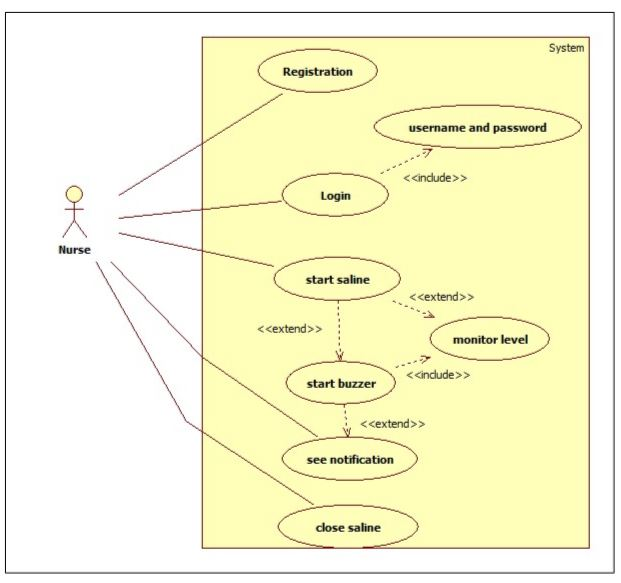 System
Registration
username and password
<<include>>
Login
Nurse
start saline
<<extend>>
<<extend>>
monitor level
<<include>>
start buzzer
<<extend>>
see notification
close saline